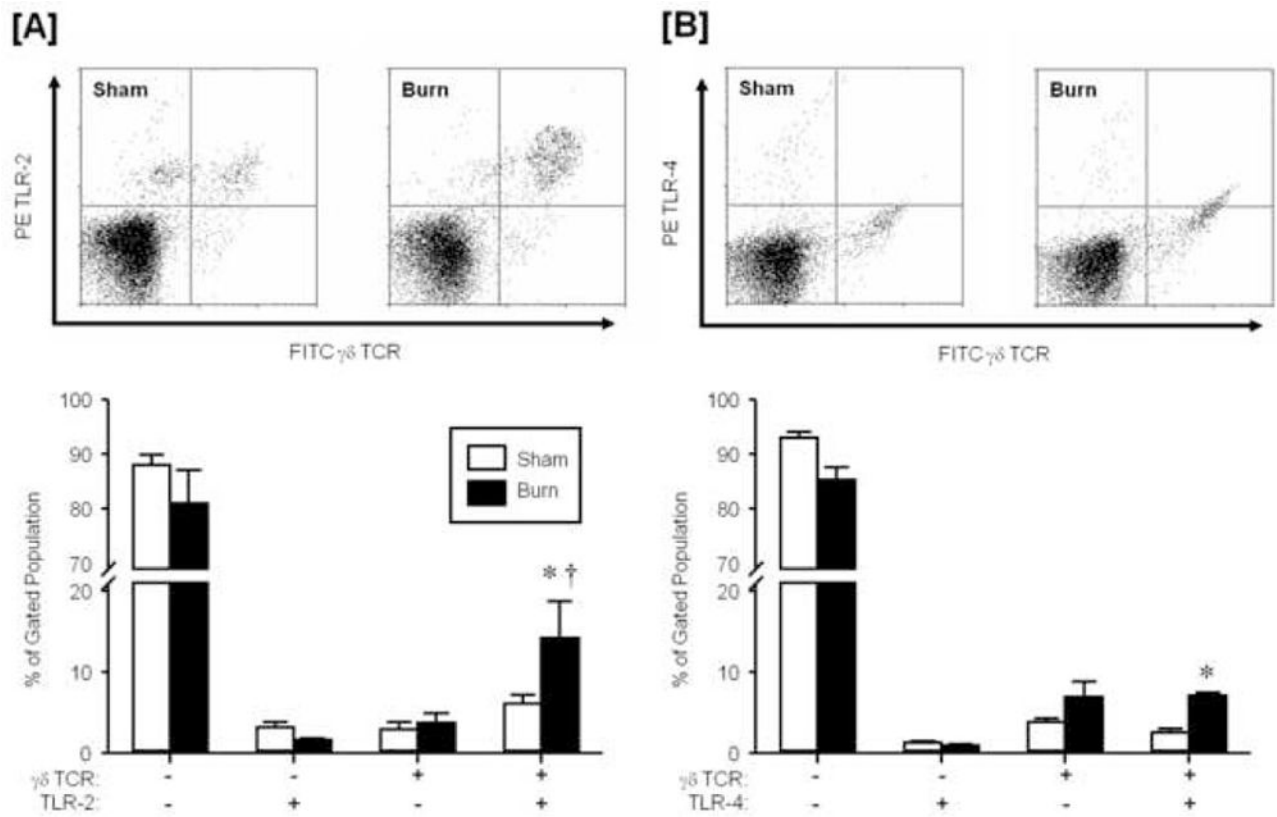 [A]
[B]
Sham
Burn
Sham
Burn
PE TLR-2
PE TLR-4
FITC γδ TCR
FITC γδ TCR
100
90
80
70
20
10
0
% of Gated Population
Sham
Burn
* †
γδ TCR: - - + +
TLR-2: - + - +
100
90
80
70
20
10
0
% of Gated Population
*
γδ TCR: - - + +
TLR-4: - + - +